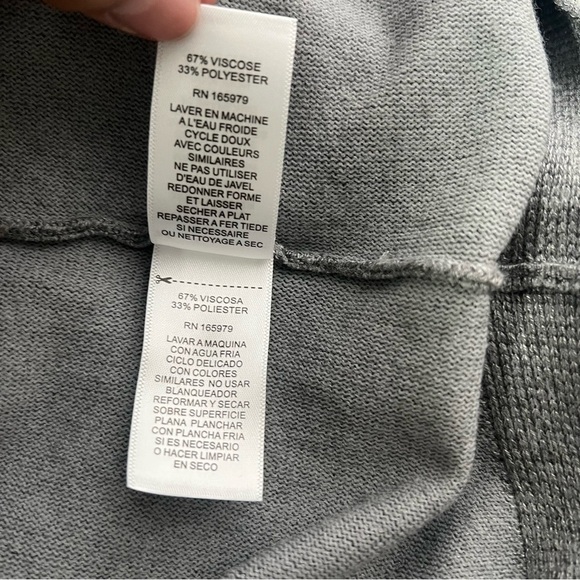 67% VISCOSE
33% POLYESTER
RN 165979
LAVER EN MACHINE
A L'EAU FROIDE
CYCLE DOUX
AVEC COULEURS
SIMILAIRES
NE PAS UTILISER
D'EAU DE JAVEL
REDONNER FORME
ET LAISSER
SECHER A PLAT
REPASSER A FER TIEDE
SI NECESSAIRE
OU NETTOYAGE A SEC
67% VISCOSA
33% POLIESTER
RN 165979
LAVAR A MAQUINA
CON AGUA FRIA
CICLO DELICADO
CON COLORES
SIMILARES NO USAR
BLANQUEADOR
REFORMAR Y SECAR
SOBRE SUPERFICIE
PLANA PLANCHAR
CON PLANCHA FRIA
SI ES NECESARIO
O HACER LIMPIAR
EN SECO